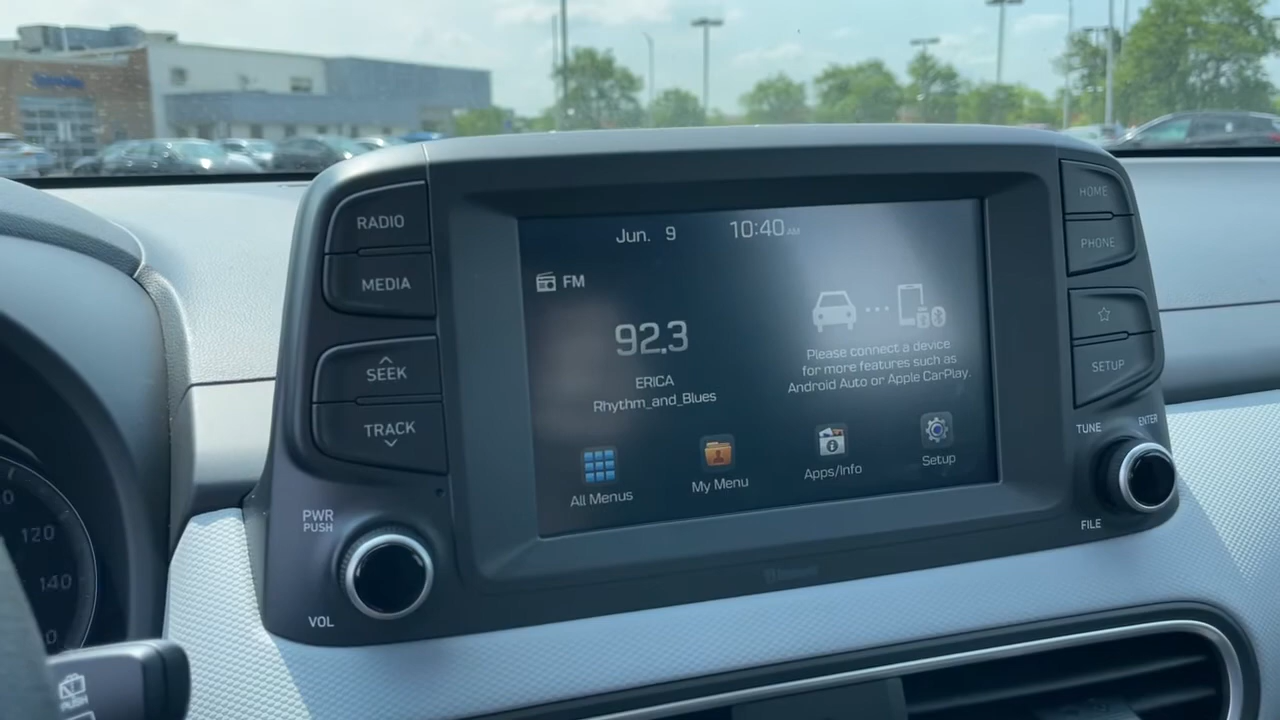 RADIO
MEDIA
SEEK
TRACK
PWR
PUSH
VOL
Jun. 9 10:40 AM
FM
92.3
ERICA
Rhythm_and_Blues
Please connect a device
for more features such as
Android Auto or Apple CarPlay.
All Menus
My Menu
Apps/Info
Setup
HOME
PHONE
SETUP
TUNE
ENTER
FILE
120
140
PUSH